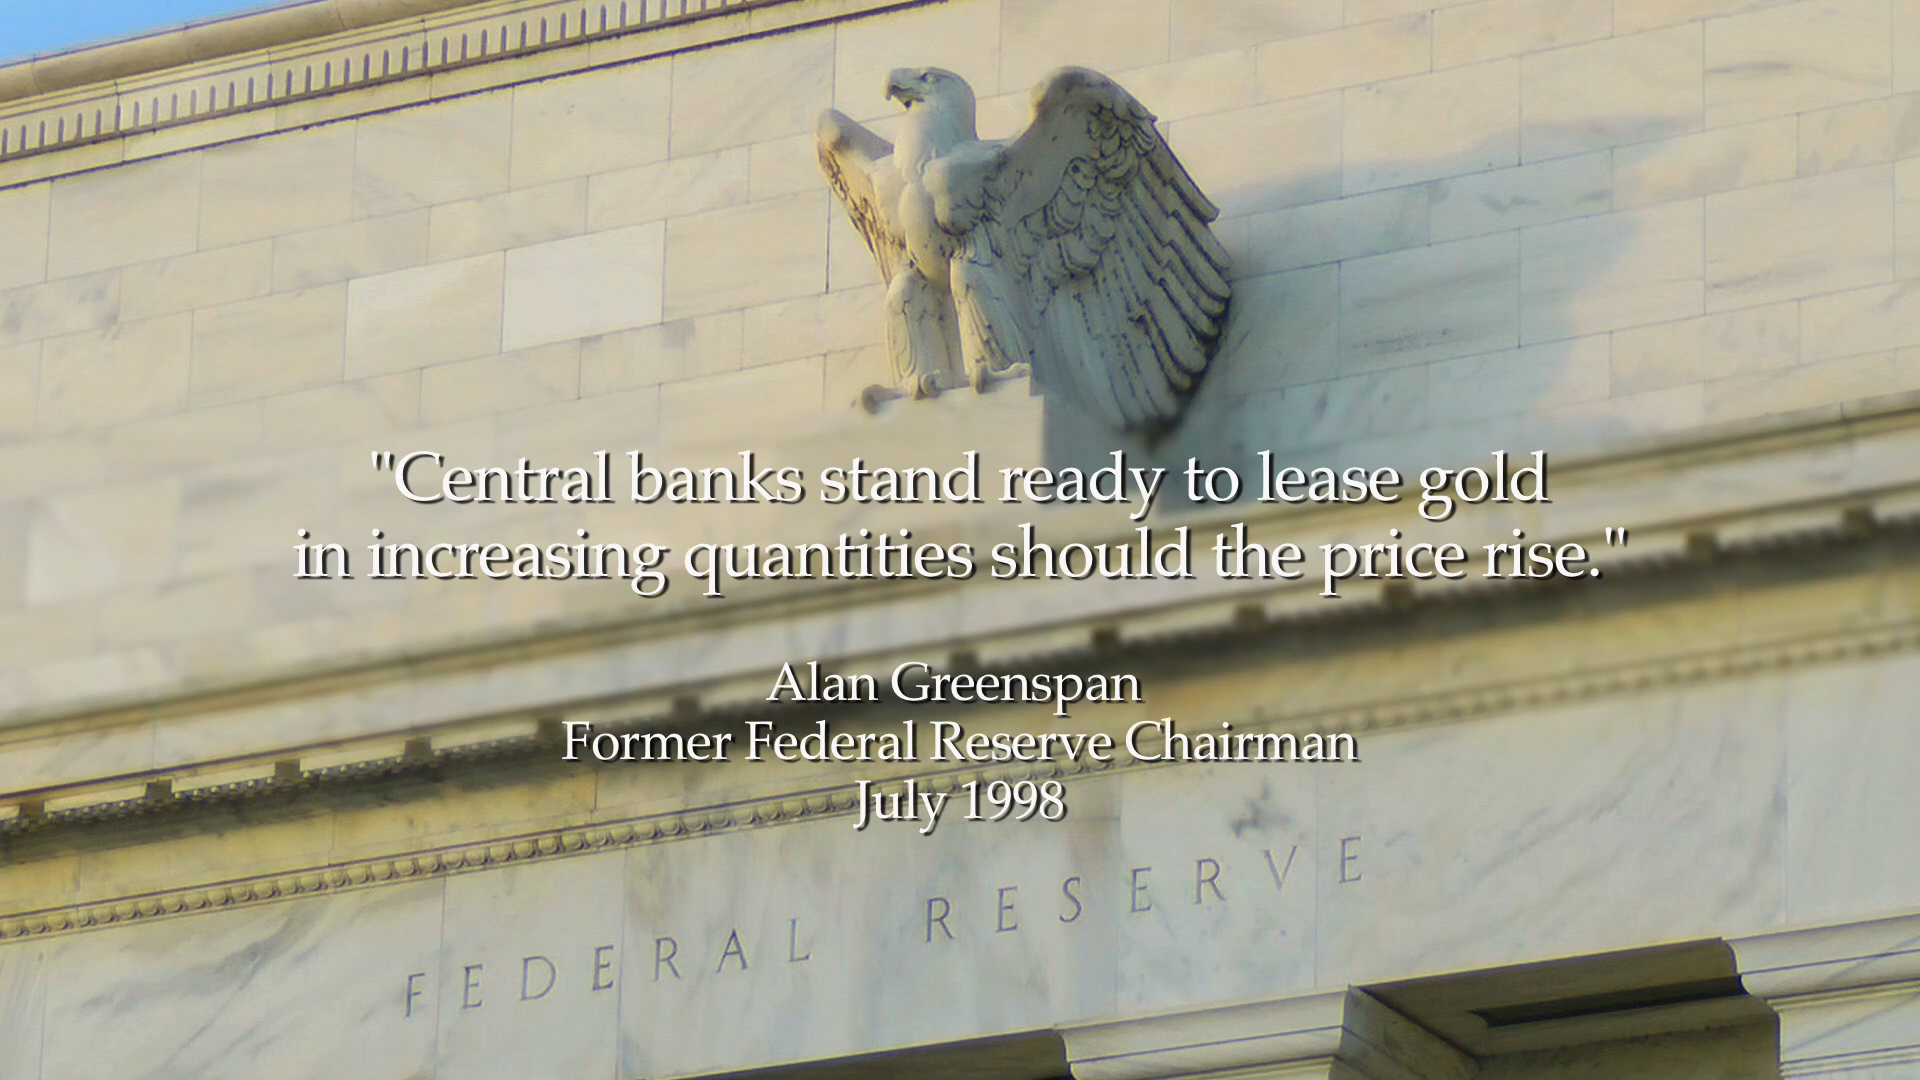 "Central banks stand ready to lease gold
in increasing quantities should the price rise."
Alan Greenspan
Former Federal Reserve Chairman
July 1998
FEDERAL RESERVE